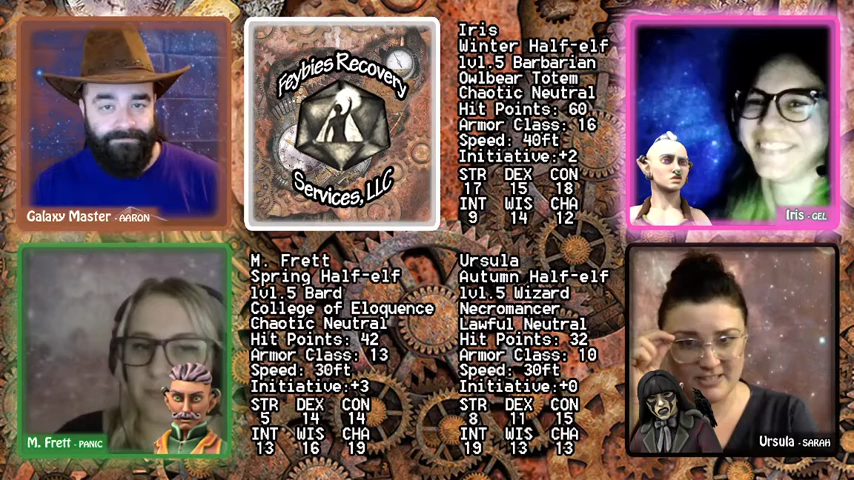 Galaxy Master - AARON
Feybies Recovery
Services, LLC
Iris
Winter Half-elf
lvl.5 Barbarian
Owlbear Totem
Chaotic Neutral
Hit Points: 60
Armor Class: 16
Speed: 40ft
Initiative:+2
STR DEX CON
17 15 18
INT WIS CHA
9 14 12
Iris - GEL
M. Frett - PANIC
M. Frett
Spring Half-elf
lvl.5 Bard
College of Eloquence
Chaotic Neutral
Hit Points: 42
Armor Class: 13
Speed: 30ft
Initiative:+3
STR DEX CON
5 14 14
INT WIS CHA
13 16 19
Ursula
Autumn Half-elf
lvl.5 Wizard
Necromancer
Lawful Neutral
Hit Points: 32
Armor Class: 10
Speed: 30ft
Initiative:+0
STR DEX CON
8 11 15
INT WIS CHA
19 13 13
Ursula - SARAH